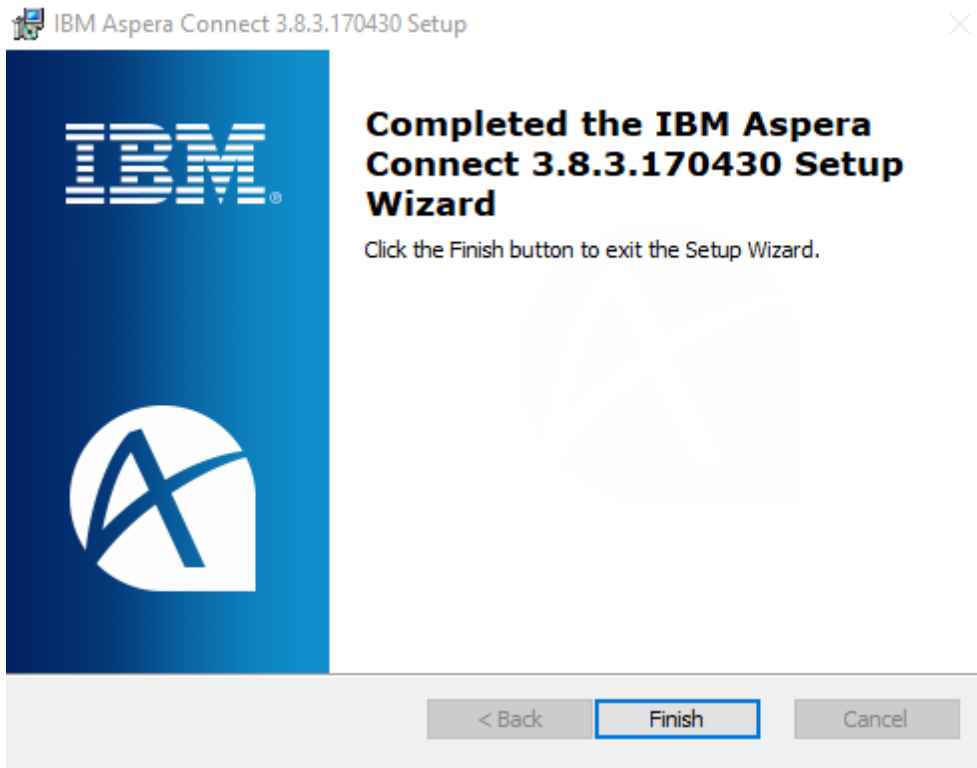 IBM Aspera Connect 3.8.3.170430 Setup
IBM®
Completed the IBM Aspera
Connect 3.8.3.170430 Setup
Wizard
Click the Finish button to exit the Setup Wizard.
< Back
Finish
Cancel